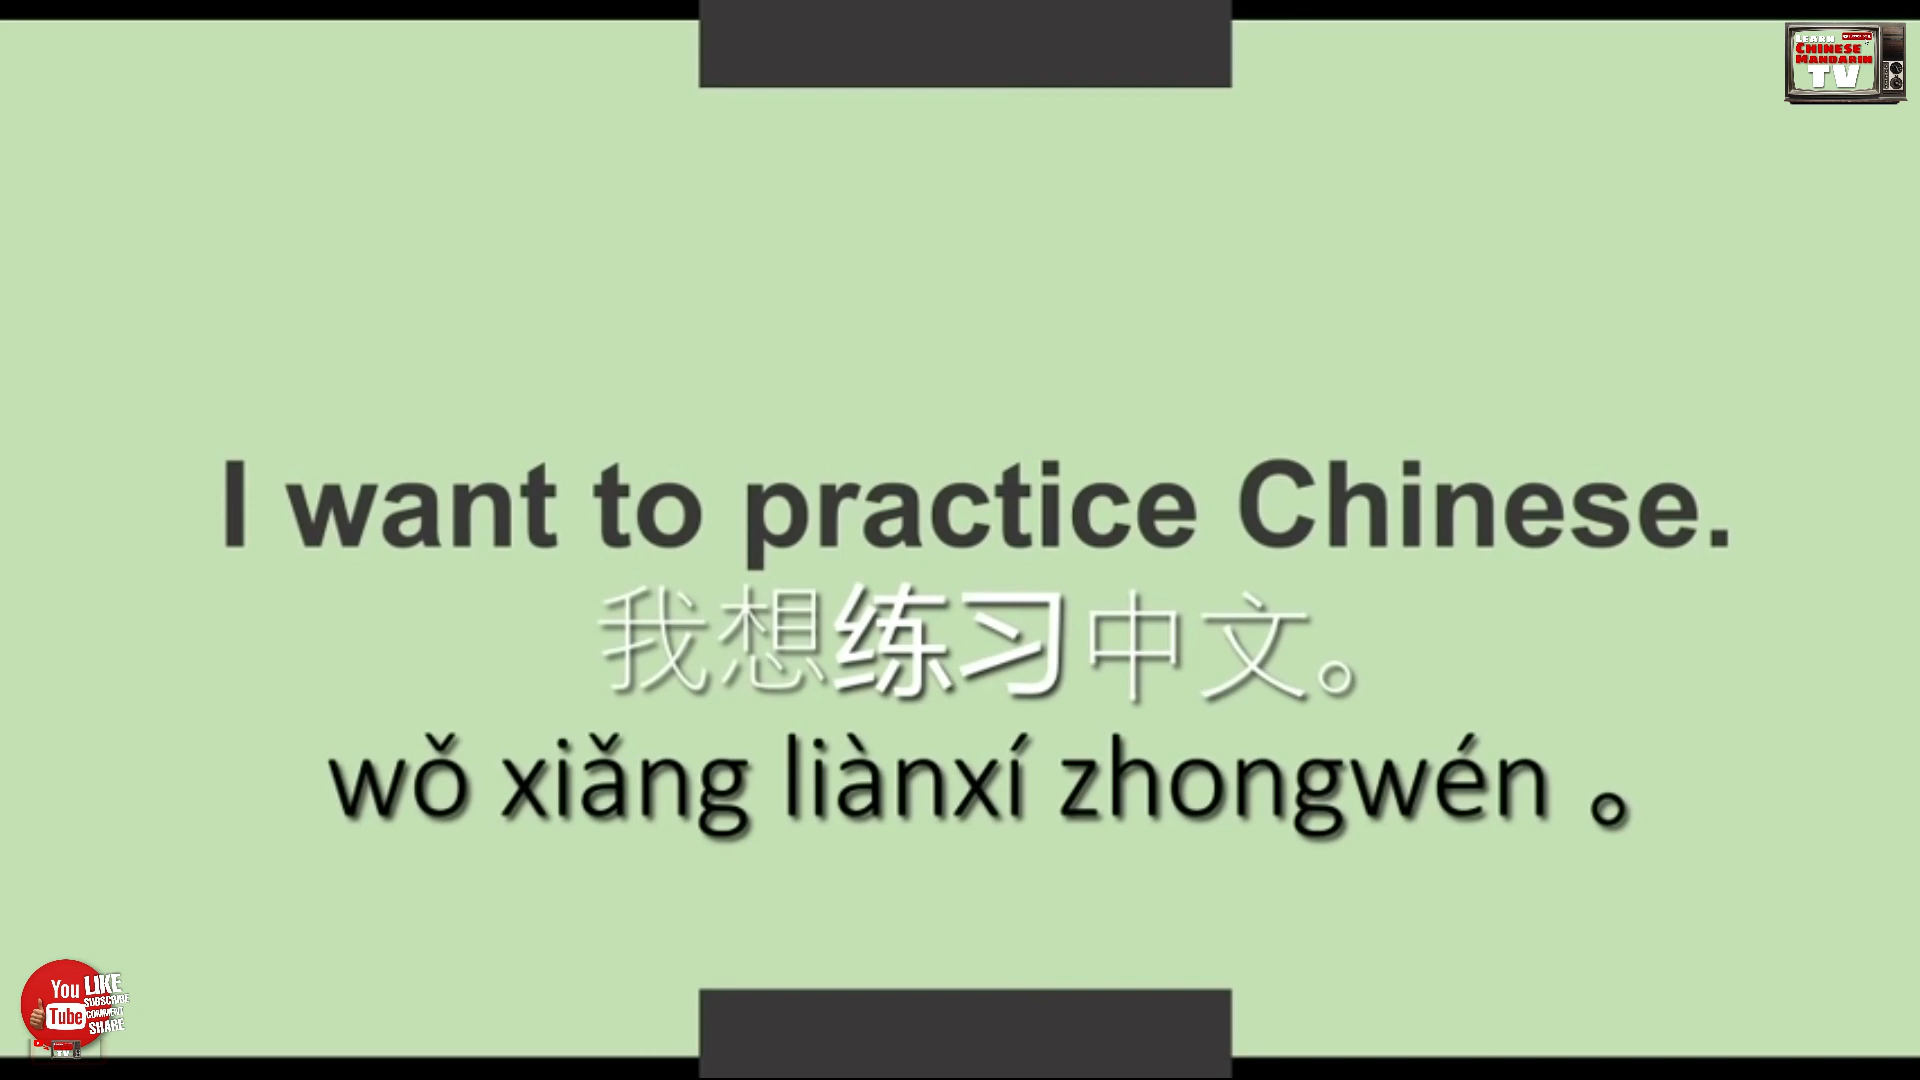 LEARN
CHINESE
MANDARIN
TV
I want to practice Chinese.
我想练习中文。
wǒ xiǎng liànxí zhongwén 。
You LIKE
SUBSCRIBE
Tube COMMENT
SHARE
TV